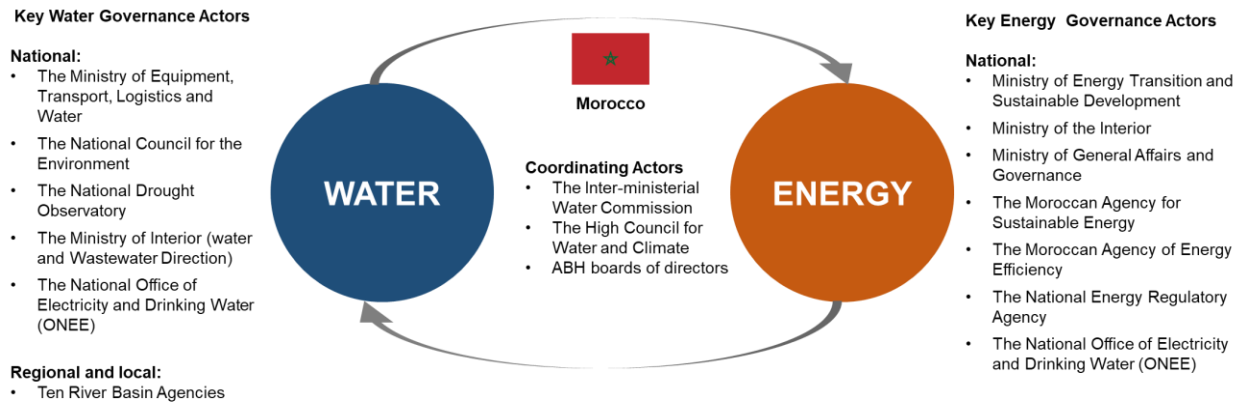 Key Water Governance Actors
National:
• The Ministry of Equipment,
Transport, Logistics and
Water
• The National Council for the
Environment
• The National Drought
Observatory
• The Ministry of Interior (water
and Wastewater Direction)
• The National Office of
Electricity and Drinking Water
(ONEE)
Regional and local:
• Ten River Basin Agencies
WATER
Morocco
Coordinating Actors
• The Inter-ministerial
Water Commission
• The High Council for
Water and Climate
• ABH boards of directors
ENERGY
Key Energy Governance Actors
National:
• Ministry of Energy Transition and
Sustainable Development
• Ministry of the Interior
• Ministry of General Affairs and
Governance
• The Moroccan Agency for
Sustainable Energy
• The Moroccan Agency of Energy
Efficiency
• The National Energy Regulatory
Agency
• The National Office of Electricity
and Drinking Water (ONEE)